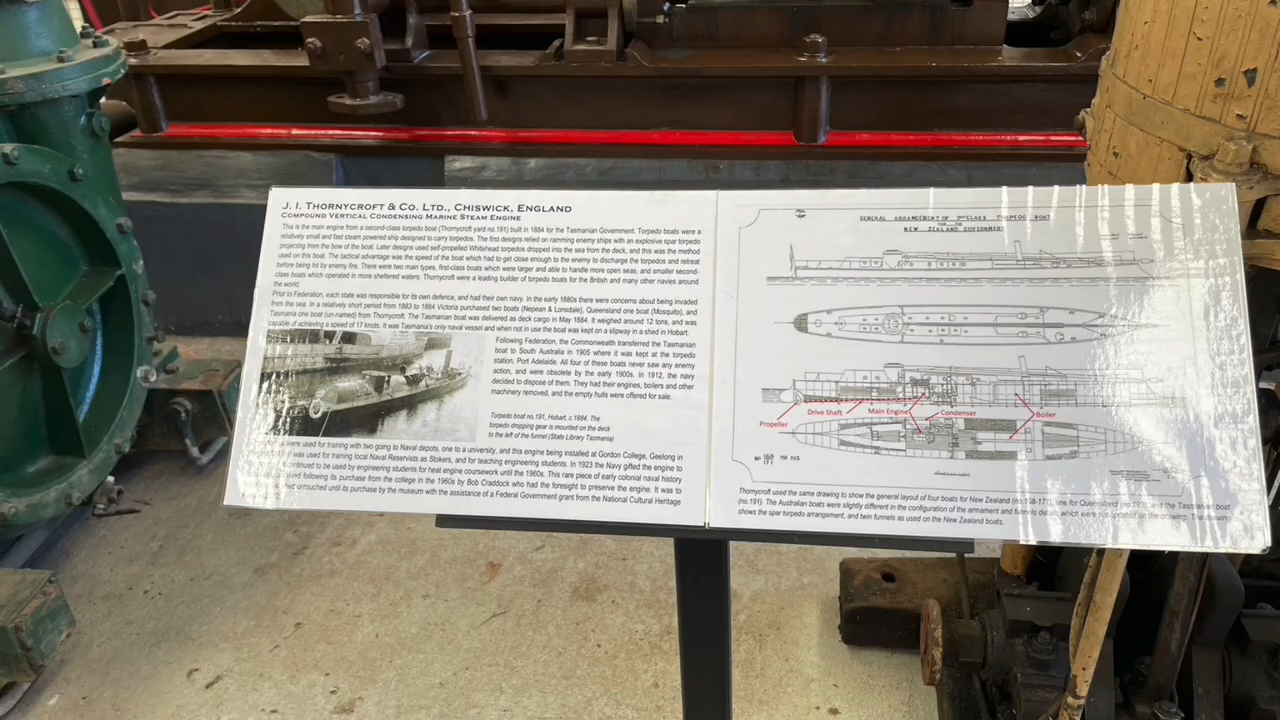 J. I. THORNYCROFT & CO. LTD., CHISWICK, ENGLAND
COMPOUND VERTICAL CONDENSING MARINE STEAM ENGINE
This is the main engine from a second-class torpedo boat (Thornycroft yard no.191) built in 1884 for the Tasmanian Government. Torpedo boats were a
relatively small and fast steam powered ship designed to carry torpedoes. The first designs relied on ramming enemy ships with an explosive spar torpedo
projecting from the bow of the boat. Later designs used self-propelled Whitehead torpedoes dropped into the sea from the deck, and this was the method
used on this boat. The tactical advantage was the speed of the boat which had to get close enough to the enemy to discharge the torpedoes and retreat
before being hit by enemy fire. There were two main types, first-class boats which were larger and able to handle more open seas, and smaller second-
class boats which operated in more sheltered waters. Thornycroft were a leading builder of torpedo boats for the British and many other navies around
the world.
Prior to Federation, each state was responsible for its own defence, and had their own navy. In the early 1880s there were concerns about being invaded
from the sea. In a relatively short period from 1883 to 1884 Victoria purchased two boats (Nepean & Lonsdale), Queensland one boat (Mosquito), and
Tasmania one boat (un-named) from Thornycroft. The Tasmanian boat was delivered as deck cargo in May 1884. It weighed around 12 tons, and was
capable of achieving a speed of 17 knots. It was Tasmania's only naval vessel and when not in use the boat was kept on a slipway in a shed in Hobart.
Following Federation, the Commonwealth transferred the Tasmanian
boat to South Australia in 1905 where it was kept at the torpedo
station, Port Adelaide. All four of these boats never saw any enemy
action, and were obsolete by the early 1900s. In 1912, the navy
decided to dispose of them. They had their engines, boilers and other
machinery removed, and the empty hulls were offered for sale.
Torpedo boat no.191, Hobart, c.1884. The
torpedo dropping gear is mounted on the deck
to the left of the funnel (State Library Tasmania)
were used for training with two going to Naval depots, one to a university, and this engine being installed at Gordon College, Geelong in
was used for training local Naval Reservists as Stokers, and for teaching engineering students. In 1923 the Navy gifted the engine to
continued to be used by engineering students for heat engine coursework until the 1960s. This rare piece of early colonial naval history
following its purchase from the college in the 1960s by Bob Craddock who had the foresight to preserve the engine. It was to
untouched until its purchase by the museum with the assistance of a Federal Government grant from the National Cultural Heritage
GENERAL ARRANGEMENT OF 2ND CLASS TORPEDO BOAT
FOR THE
NEW ZEALAND GOVERNMENT
Propeller
Drive Shaft
Main Engine
Condenser
Boiler
Thornycroft used the same drawing to show the general layout of four boats for New Zealand (no.168-171), one for Queensland (no.193), and the Tasmanian boat
(no.191). The Australian boats were slightly different in the configuration of the armament and funnels details which were not updated on the drawing. The drawing
shows the spar torpedo arrangement, and twin funnels as used on the New Zealand boats.